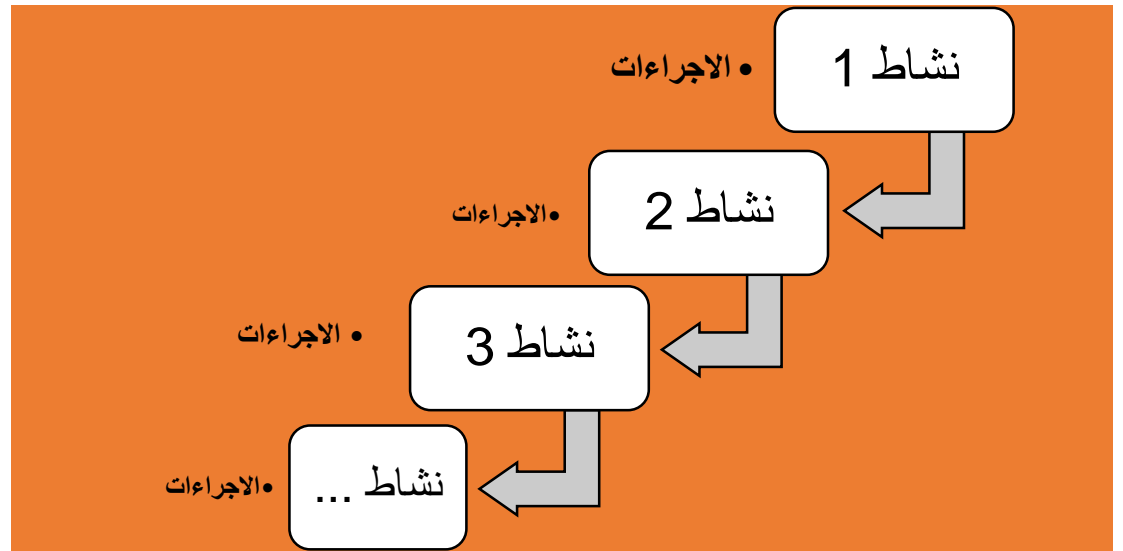 نشاط 1
• الاجراءات
نشاط 2
•الاجراءات
نشاط 3
• الاجراءات
نشاط ...
•الاجراءات